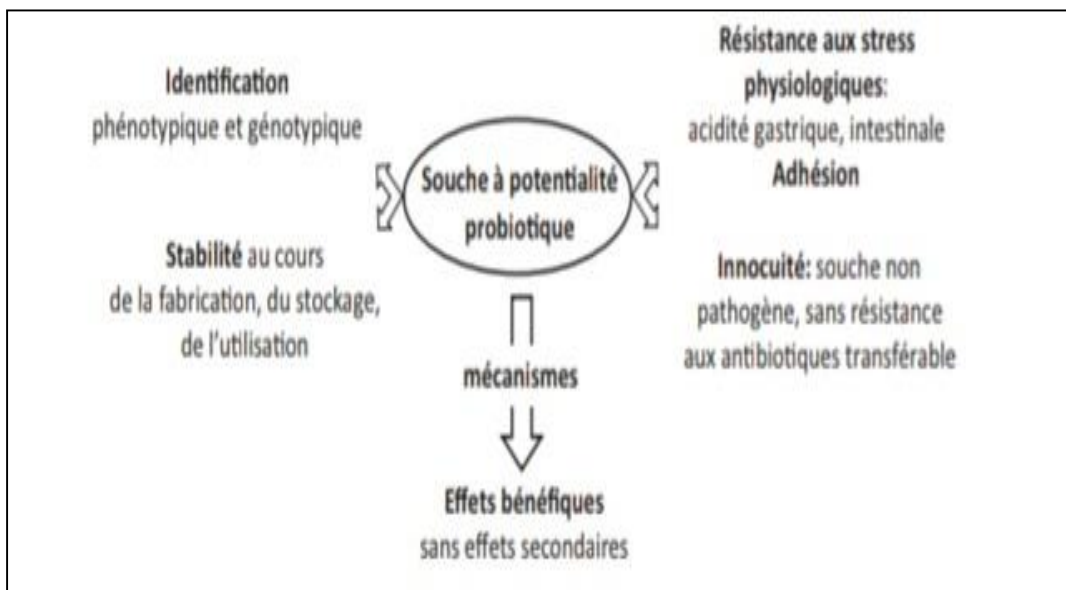 Identification
phénotypique et génotypique
Stabilité au cours
de la fabrication, du stockage,
de l'utilisation
Souche à potentialité
probiotique
Résistance aux stress
physiologiques:
acidité gastrique, intestinale
Adhésion
Innocuité: souche non
pathogène, sans résistance
aux antibiotiques transférable
mécanismes
Effets bénéfiques
sans effets secondaires